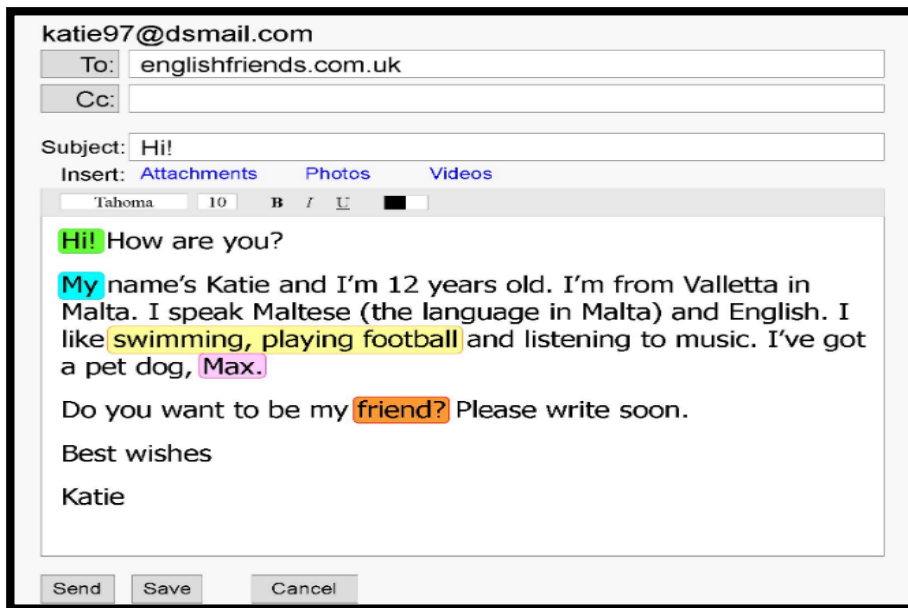 katie97@dsmail.com
To: englishfriends.com.uk
Cc:
Subject: Hi!
Insert: Attachments Photos Videos
Tahoma 10 B I U
Hi! How are you?
My name's Katie and I'm 12 years old. I'm from Valletta in
Malta. I speak Maltese (the language in Malta) and English. I
like swimming, playing football and listening to music. I've got
a pet dog, Max.
Do you want to be my friend? Please write soon.
Best wishes
Katie
Send Save Cancel